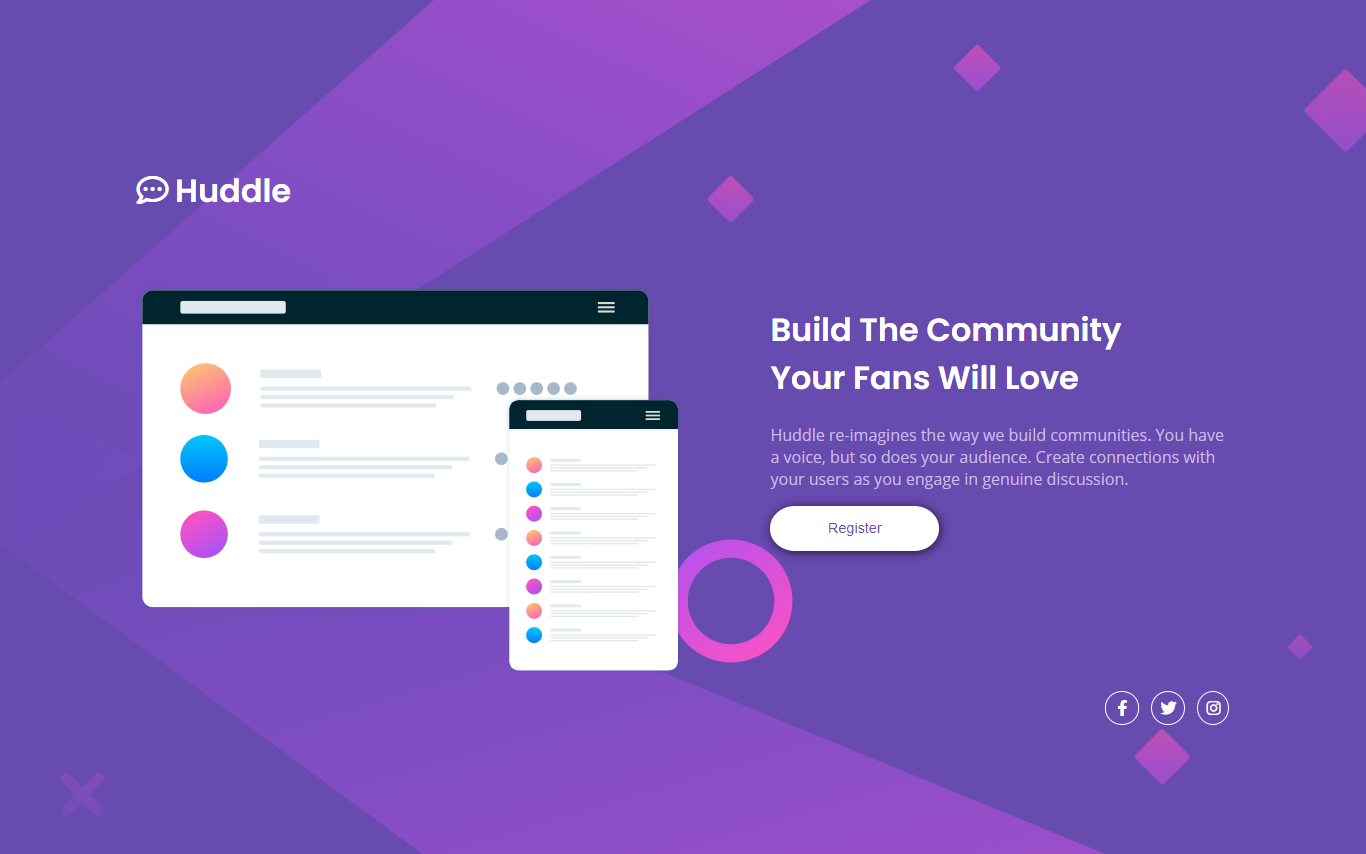 Huddle
Build The Community
Your Fans Will Love
Huddle re-imagines the way we build communities. You have
a voice, but so does your audience. Create connections with
your users as you engage in genuine discussion.
Register